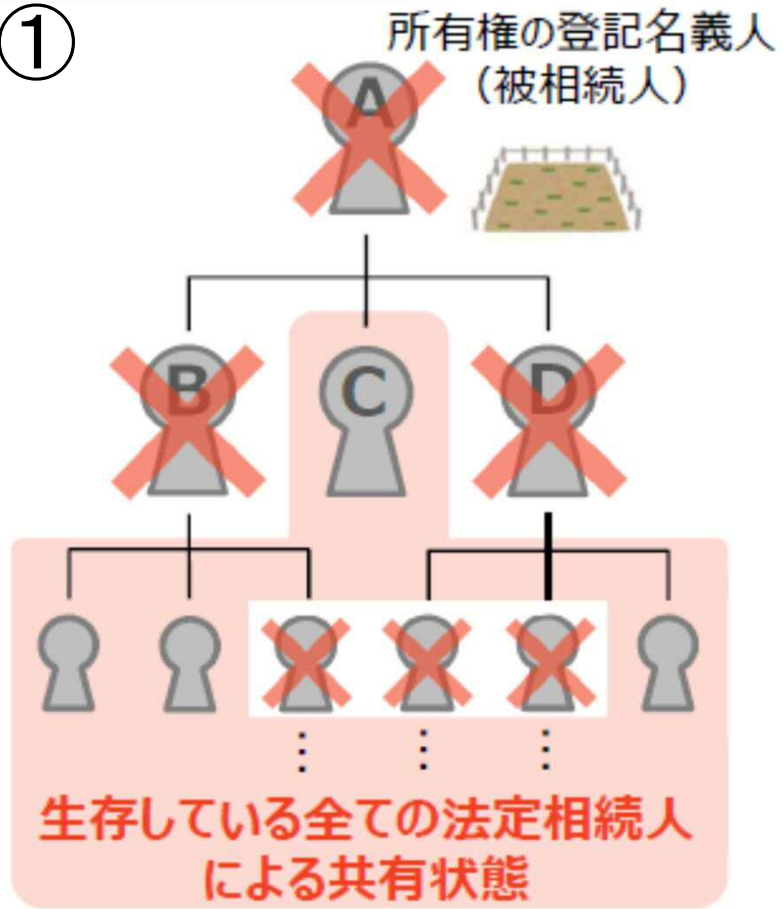 ①
所有権の登記名義人
（被相続人）
A
B
C
D
⋮
⋮
⋮
生存している全ての法定相続人
による共有状態